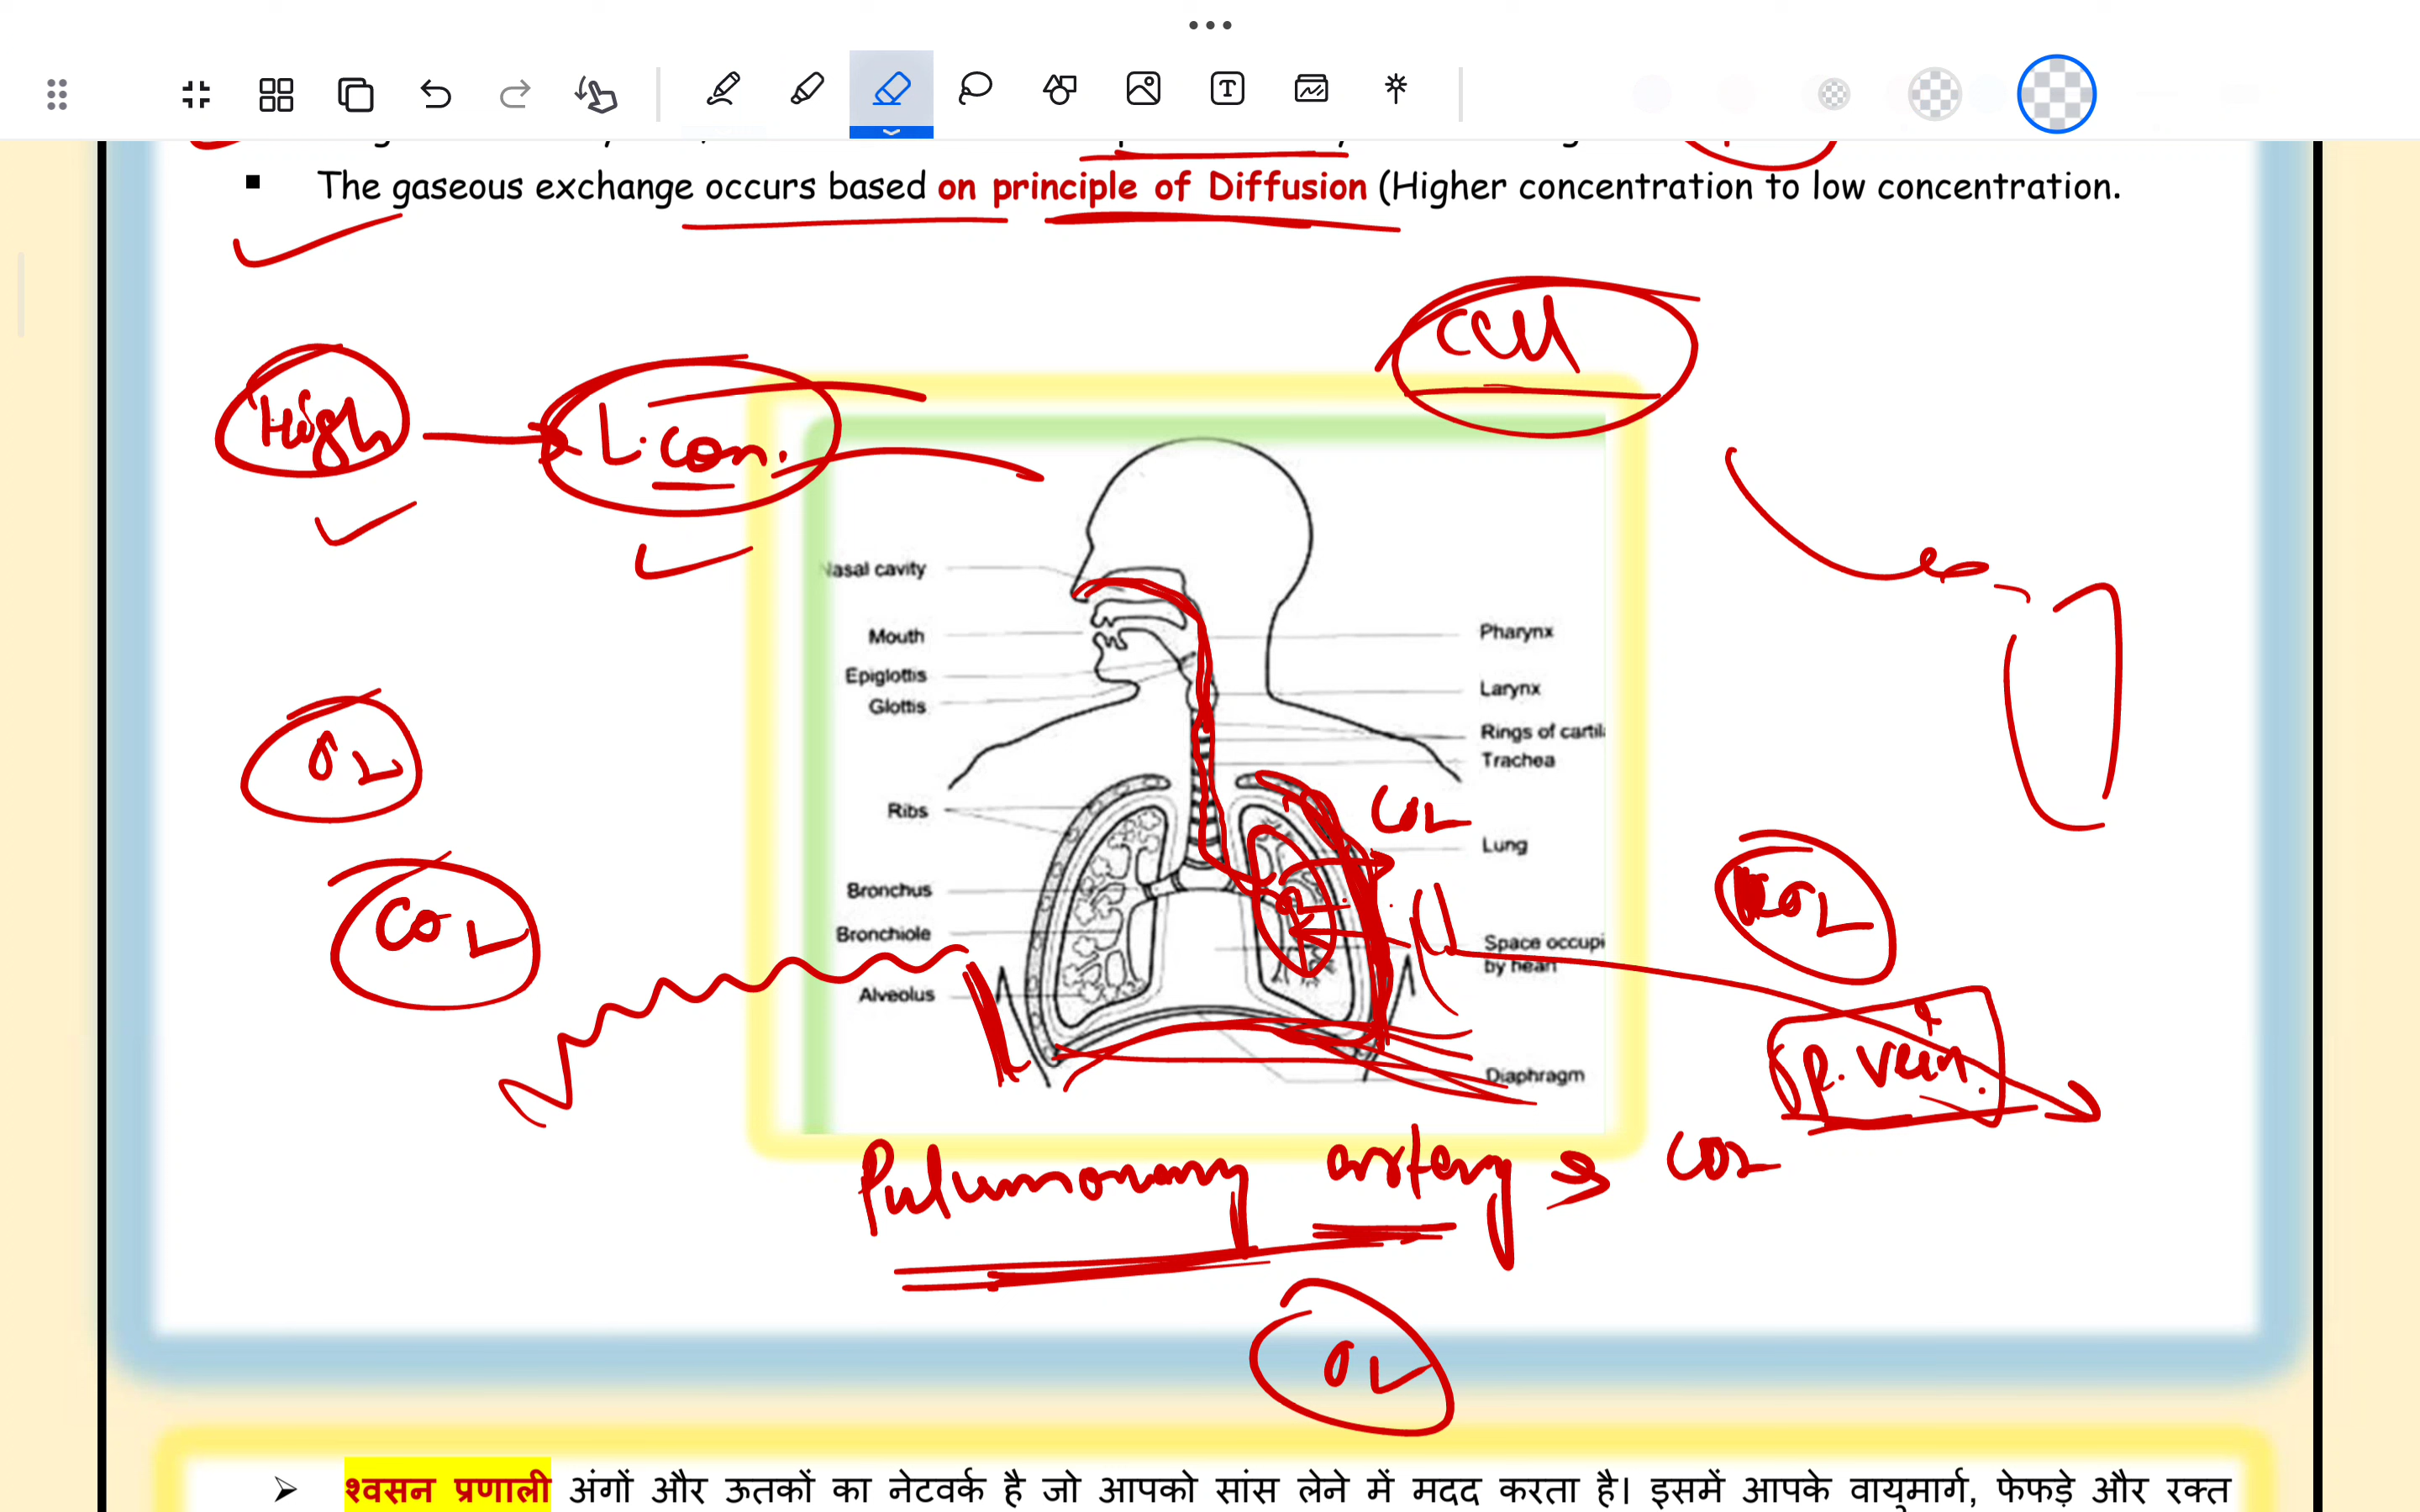 ▪ The gaseous exchange occurs based on principle of Diffusion (Higher concentration to low concentration.
Cell
High → L.con.
Nasal cavity
Mouth
Pharynx
Epiglottis
Larynx
Glottis
Rings of cartil
Trachea
O2
Ribs
CO2
Lung
Bronchus
CO2
O2
Bronchiole
Space occupi
by heart
Alveolus
P. Vein.
Diaphragm
Pulumonary artery → CO2
O2
➢ श्वसन प्रणाली अंगों और ऊतकों का नेटवर्क है जो आपको सांस लेने में मदद करता है। इसमें आपके वायुमार्ग, फेफड़े और रक्त